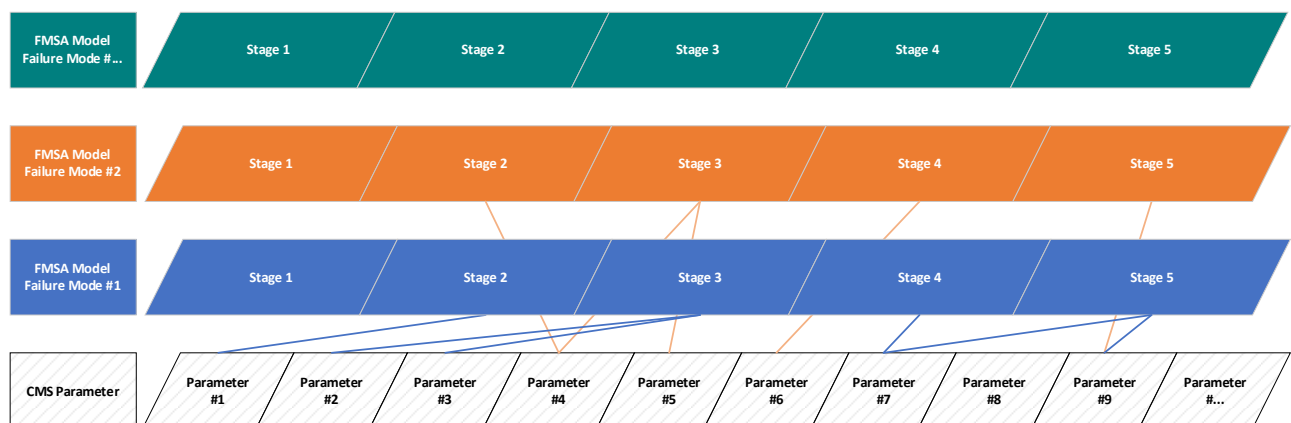 FMSA Model
Failure Mode #...
Stage 1
Stage 2
Stage 3
Stage 4
Stage 5
FMSA Model
Failure Mode #2
Stage 1
Stage 2
Stage 3
Stage 4
Stage 5
FMSA Model
Failure Mode #1
Stage 1
Stage 2
Stage 3
Stage 4
Stage 5
CMS Parameter
Parameter
#1
Parameter
#2
Parameter
#3
Parameter
#4
Parameter
#5
Parameter
#6
Parameter
#7
Parameter
#8
Parameter
#9
Parameter
#...